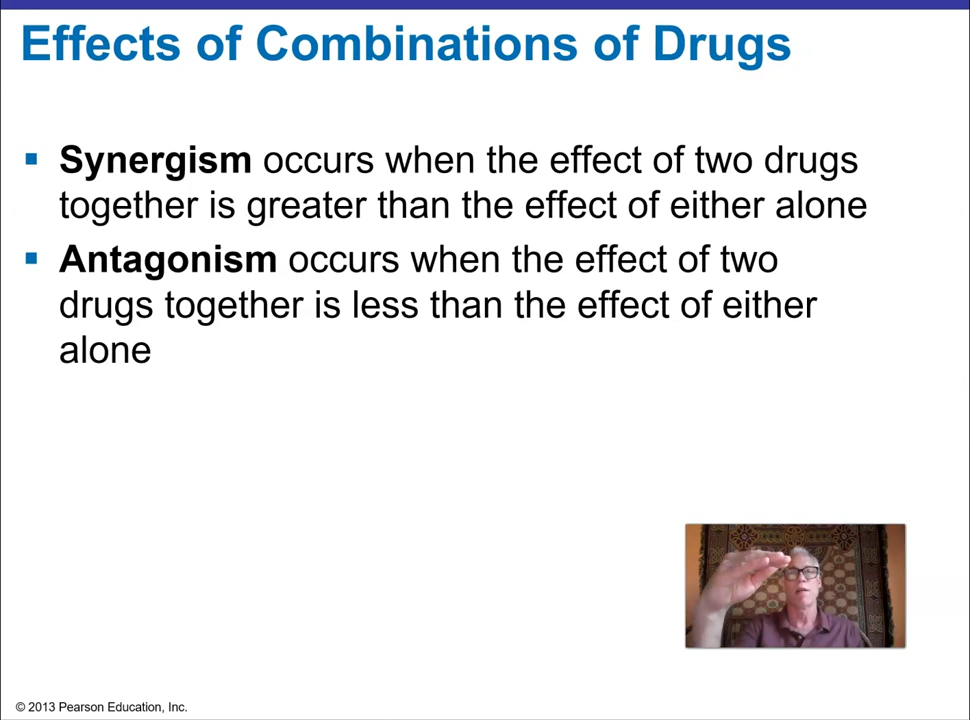 Effects of Combinations of Drugs
▪ Synergism occurs when the effect of two drugs
together is greater than the effect of either alone
▪ Antagonism occurs when the effect of two
drugs together is less than the effect of either
alone
© 2013 Pearson Education, Inc.